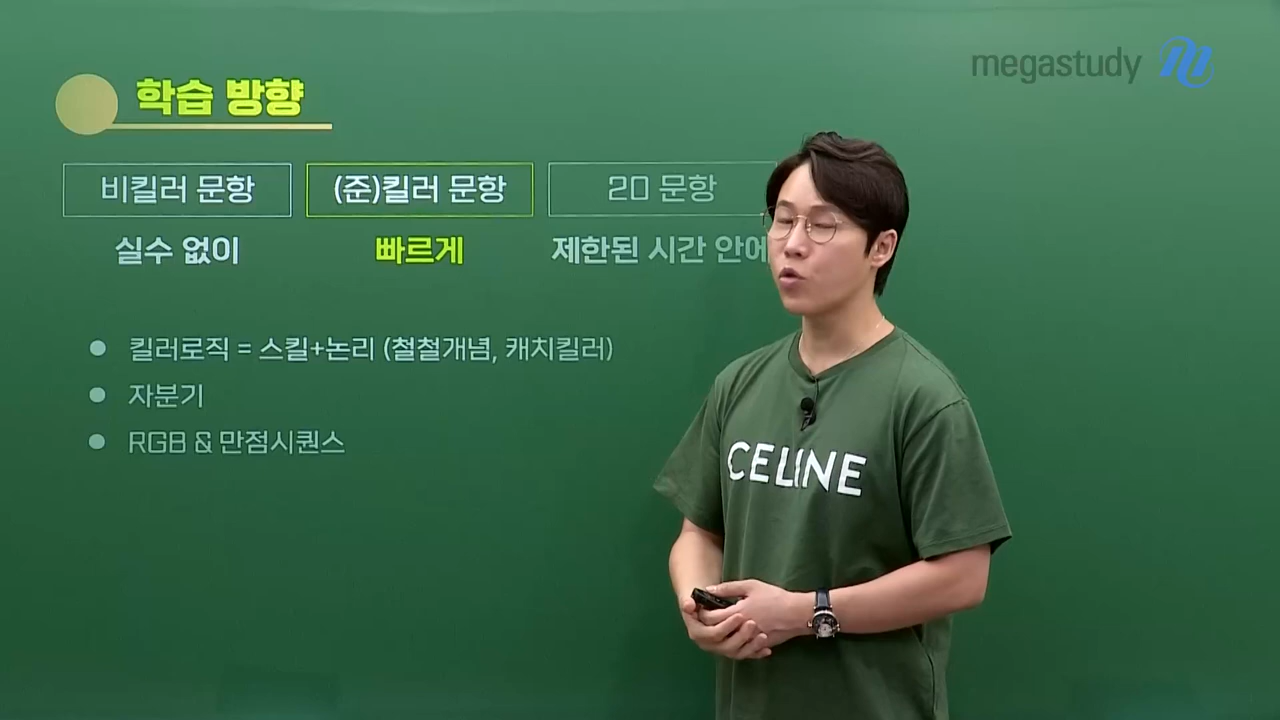 megastudy
학습 방향
비킬러 문항 (준)킬러 문항 20 문항
실수 없이 빠르게 제한된 시간 안에
킬러로직 = 스킬+논리 (철철개념, 캐치킬러)
자분기
RGB & 만점시퀀스
CELINE